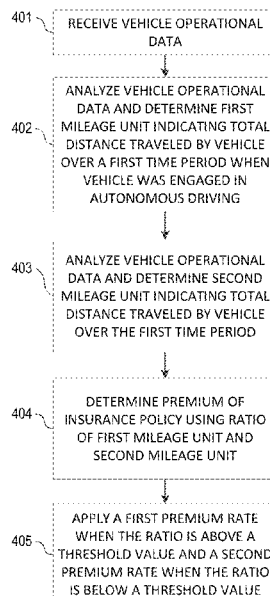 401
RECEIVE VEHICLE OPERATIONAL
DATA
402
ANALYZE VEHICLE OPERATIONAL
DATA AND DETERMINE FIRST
MILEAGE UNIT INDICATING TOTAL
DISTANCE TRAVELED BY VEHICLE
OVER A FIRST TIME PERIOD WHEN
VEHICLE WAS ENGAGED IN
AUTONOMOUS DRIVING
403
ANALYZE VEHICLE OPERATIONAL
DATA AND DETERMINE SECOND
MILEAGE UNIT INDICATING TOTAL
DISTANCE TRAVELED BY VEHICLE
OVER THE FIRST TIME PERIOD
404
DETERMINE PREMIUM OF
INSURANCE POLICY USING RATIO
OF FIRST MILEAGE UNIT AND
SECOND MILEAGE UNIT
405
APPLY A FIRST PREMIUM RATE
WHEN THE RATIO IS ABOVE A
THRESHOLD VALUE AND A SECOND
PREMIUM RATE WHEN THE RATIO
IS BELOW A THRESHOLD VALUE